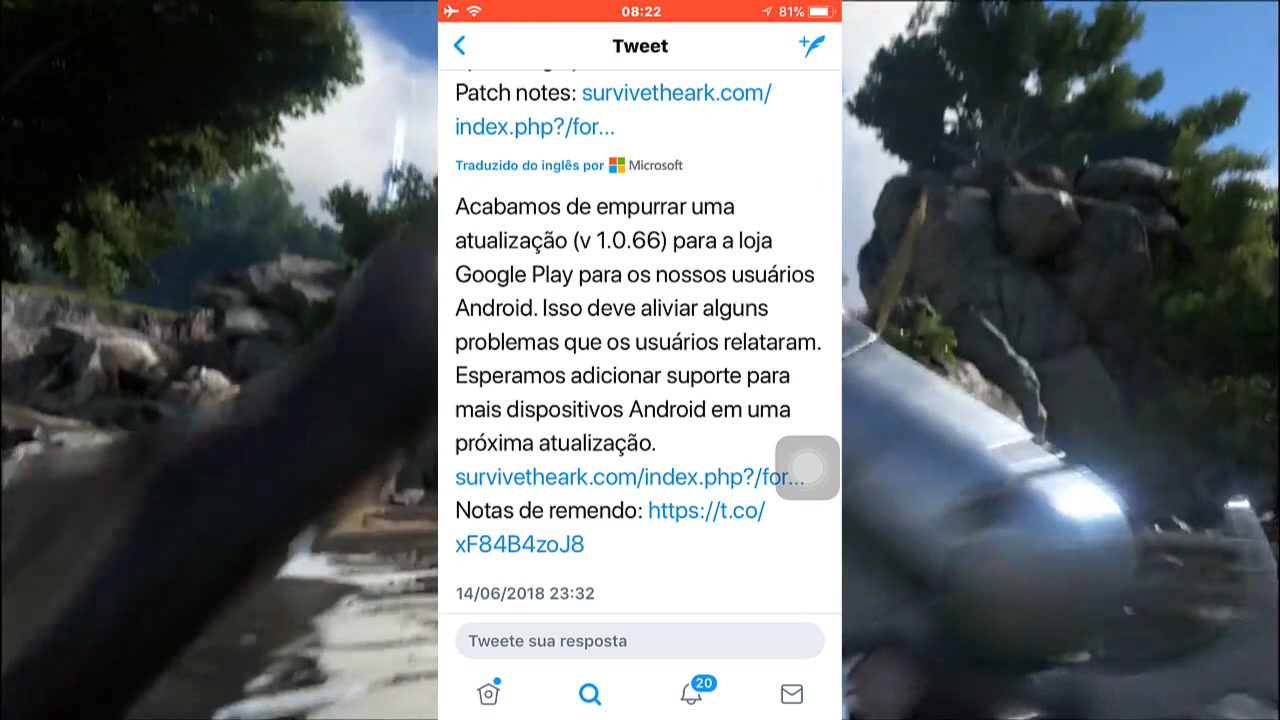 08:22
81%
Tweet
Patch notes: survivetheark.com/
index.php?/for...
Traduzido do inglês por Microsoft
Acabamos de empurrar uma
atualização (v 1.0.66) para a loja
Google Play para os nossos usuários
Android. Isso deve aliviar alguns
problemas que os usuários relataram.
Esperamos adicionar suporte para
mais dispositivos Android em uma
próxima atualização.
survivetheark.com/index.php?/for...
Notas de remendo: https://t.co/
xF84B4zoJ8
14/06/2018 23:32
Tweete sua resposta
20